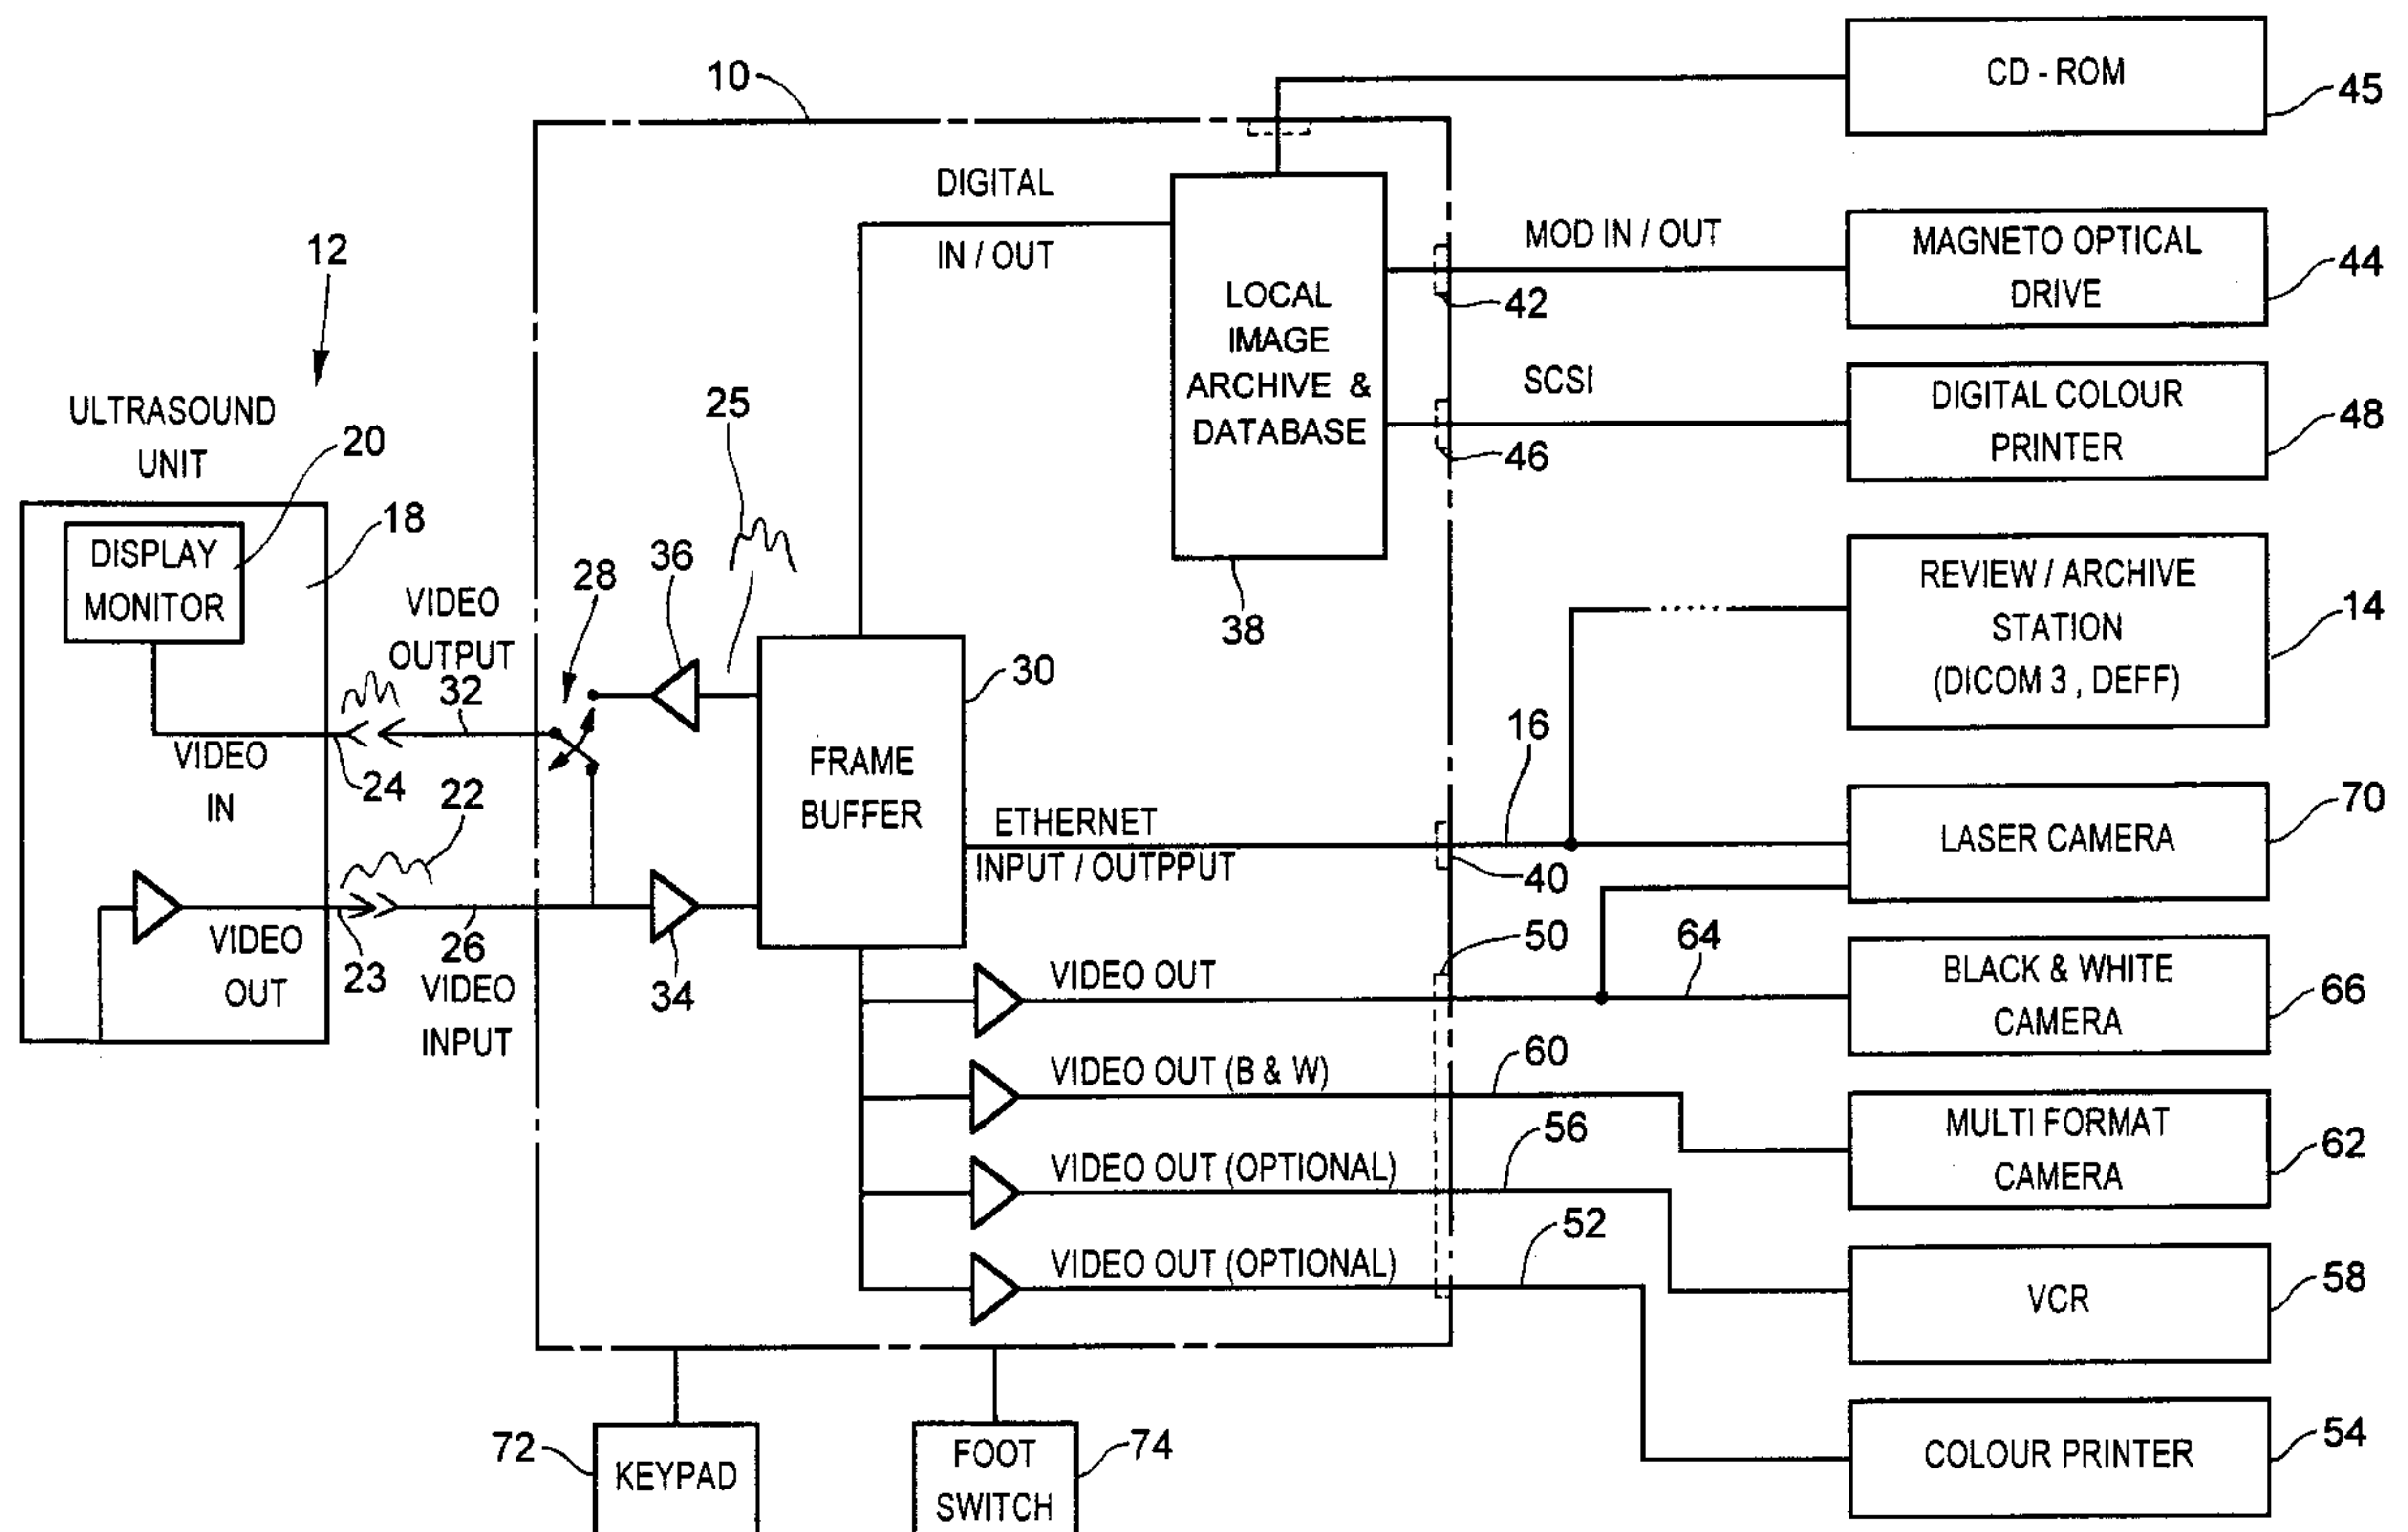 10
CD - ROM
45
DIGITAL
IN / OUT
MOD IN / OUT
MAGNETO OPTICAL
DRIVE
44
12
LOCAL
IMAGE
ARCHIVE &
DATABASE
42
SCSI
DIGITAL COLOUR
PRINTER
48
46
38
ULTRASOUND
UNIT
20
18
25
DISPLAY
MONITOR
36
28
VIDEO
OUTPUT
32
REVIEW / ARCHIVE
STATION
(DICOM 3 , DEFF)
14
30
16
VIDEO
IN
24
22
FRAME
BUFFER
ETHERNET
INPUT / OUTPPUT
40
LASER CAMERA
70
VIDEO
OUT
23
26
VIDEO
INPUT
34
50
VIDEO OUT
64
BLACK & WHITE
CAMERA
66
VIDEO OUT (B & W)
60
MULTI FORMAT
CAMERA
62
VIDEO OUT (OPTIONAL)
56
VCR
58
VIDEO OUT (OPTIONAL)
52
COLOUR PRINTER
54
72
KEYPAD
FOOT
SWITCH
74